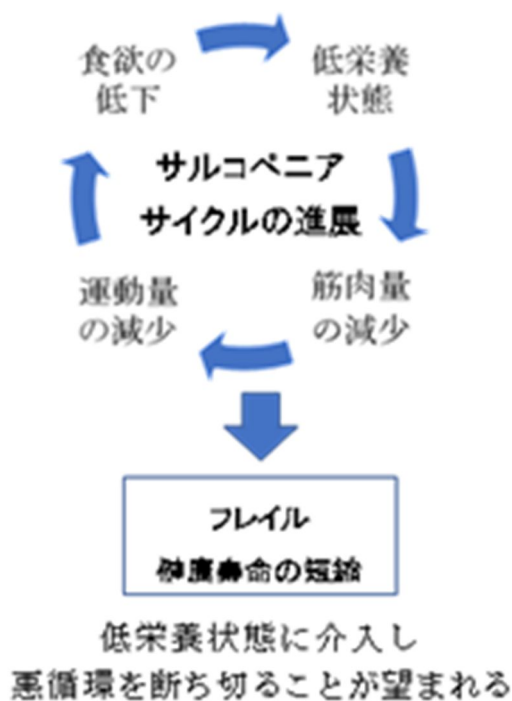 食欲の
低下
低栄養
状態
サルコペニア
サイクルの進展
運動量
の減少
筋肉量
の減少
フレイル
健康寿命の短縮
低栄養状態に介入し
悪循環を断ち切ることが望まれる